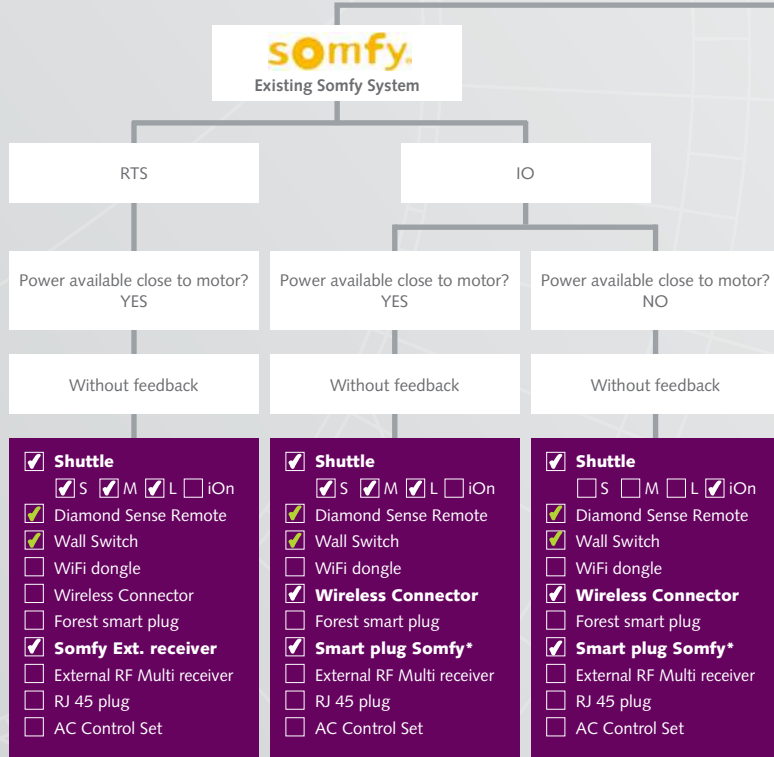 somfy.
Existing Somfy System
RTS
IO
Power available close to motor?
YES
Power available close to motor?
YES
Power available close to motor?
NO
Without feedback
Without feedback
Without feedback
Shuttle
S M L iOn
Diamond Sense Remote
Wall Switch
WiFi dongle
Wireless Connector
Forest smart plug
Somfy Ext. receiver
External RF Multi receiver
RJ 45 plug
AC Control Set
Shuttle
S M L iOn
Diamond Sense Remote
Wall Switch
WiFi dongle
Wireless Connector
Forest smart plug
Smart plug Somfy*
External RF Multi receiver
RJ 45 plug
AC Control Set
Shuttle
S M L iOn
Diamond Sense Remote
Wall Switch
WiFi dongle
Wireless Connector
Forest smart plug
Smart plug Somfy*
External RF Multi receiver
RJ 45 plug
AC Control Set